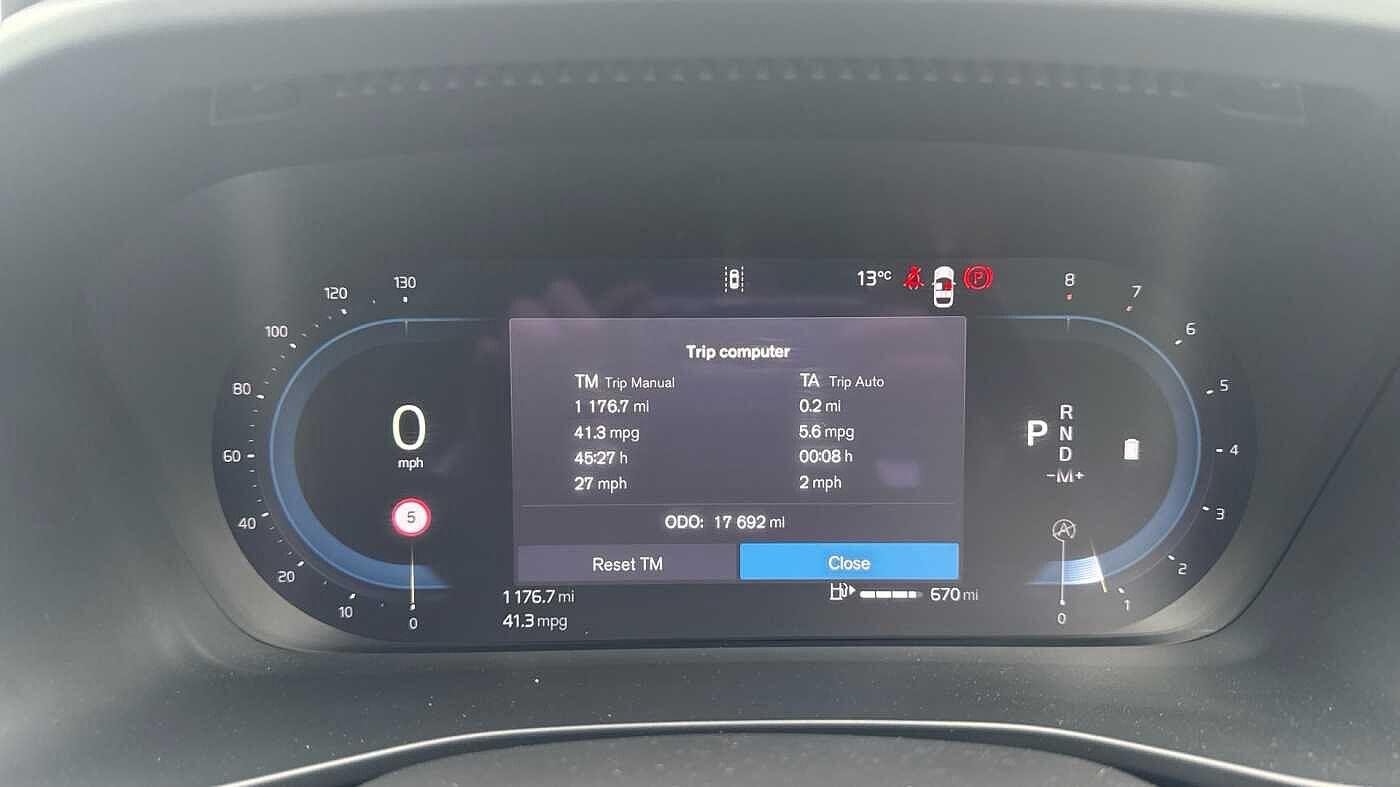 130
120
100
80
60
40
20
10
0
0
mph
5
13°C
P
8
7
6
5
4
3
2
1
0
Trip computer
TM Trip Manual
1 176.7 mi
41.3 mpg
45:27 h
27 mph
TA Trip Auto
0.2 mi
5.6 mpg
00:08 h
2 mph
ODO: 17 692 mi
Reset TM
Close
P
R
N
D
-M+
A
1 176.7 mi
41.3 mpg
670 mi